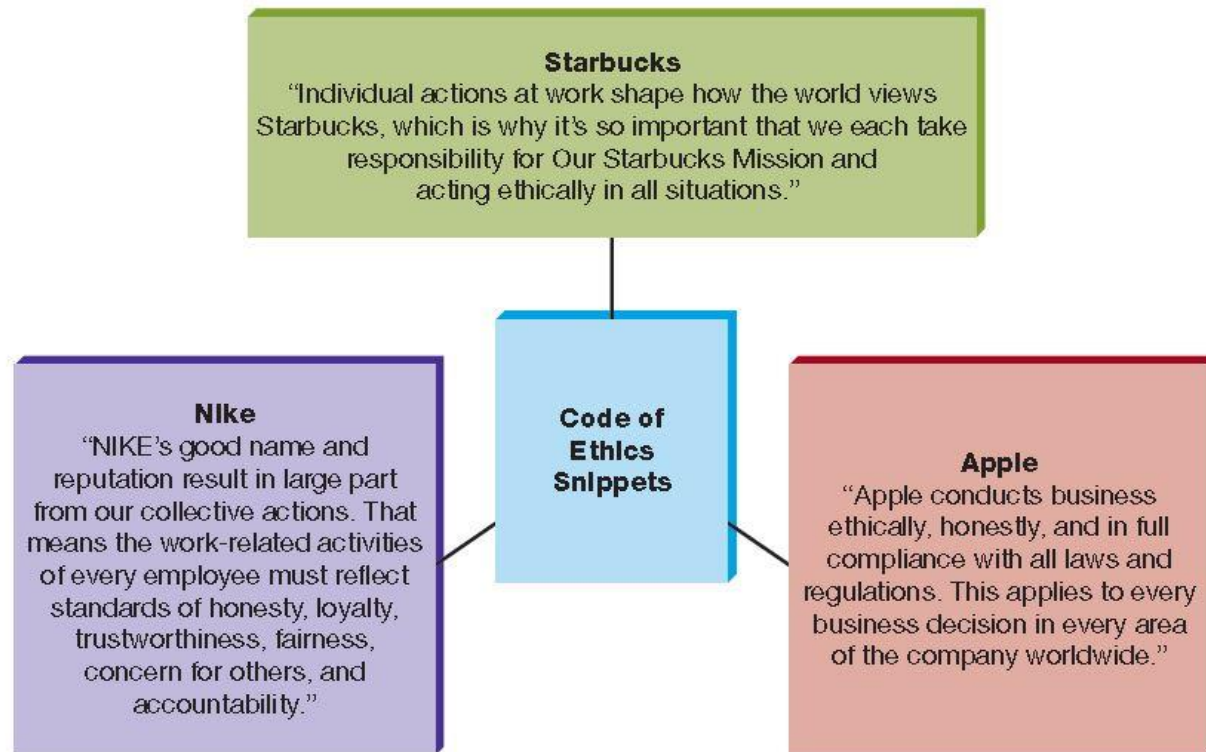 Starbucks
“Individual actions at work shape how the world views
Starbucks, which is why it’s so important that we each take
responsibility for Our Starbucks Mission and
acting ethically in all situations.”
Nike
“NIKE’s good name and
reputation result in large part
from our collective actions. That
means the work-related activities
of every employee must reflect
standards of honesty, loyalty,
trustworthiness, fairness,
concern for others, and
accountability.”
Code of
Ethics
Snippets
Apple
“Apple conducts business
ethically, honestly, and in full
compliance with all laws and
regulations. This applies to every
business decision in every area
of the company worldwide.”